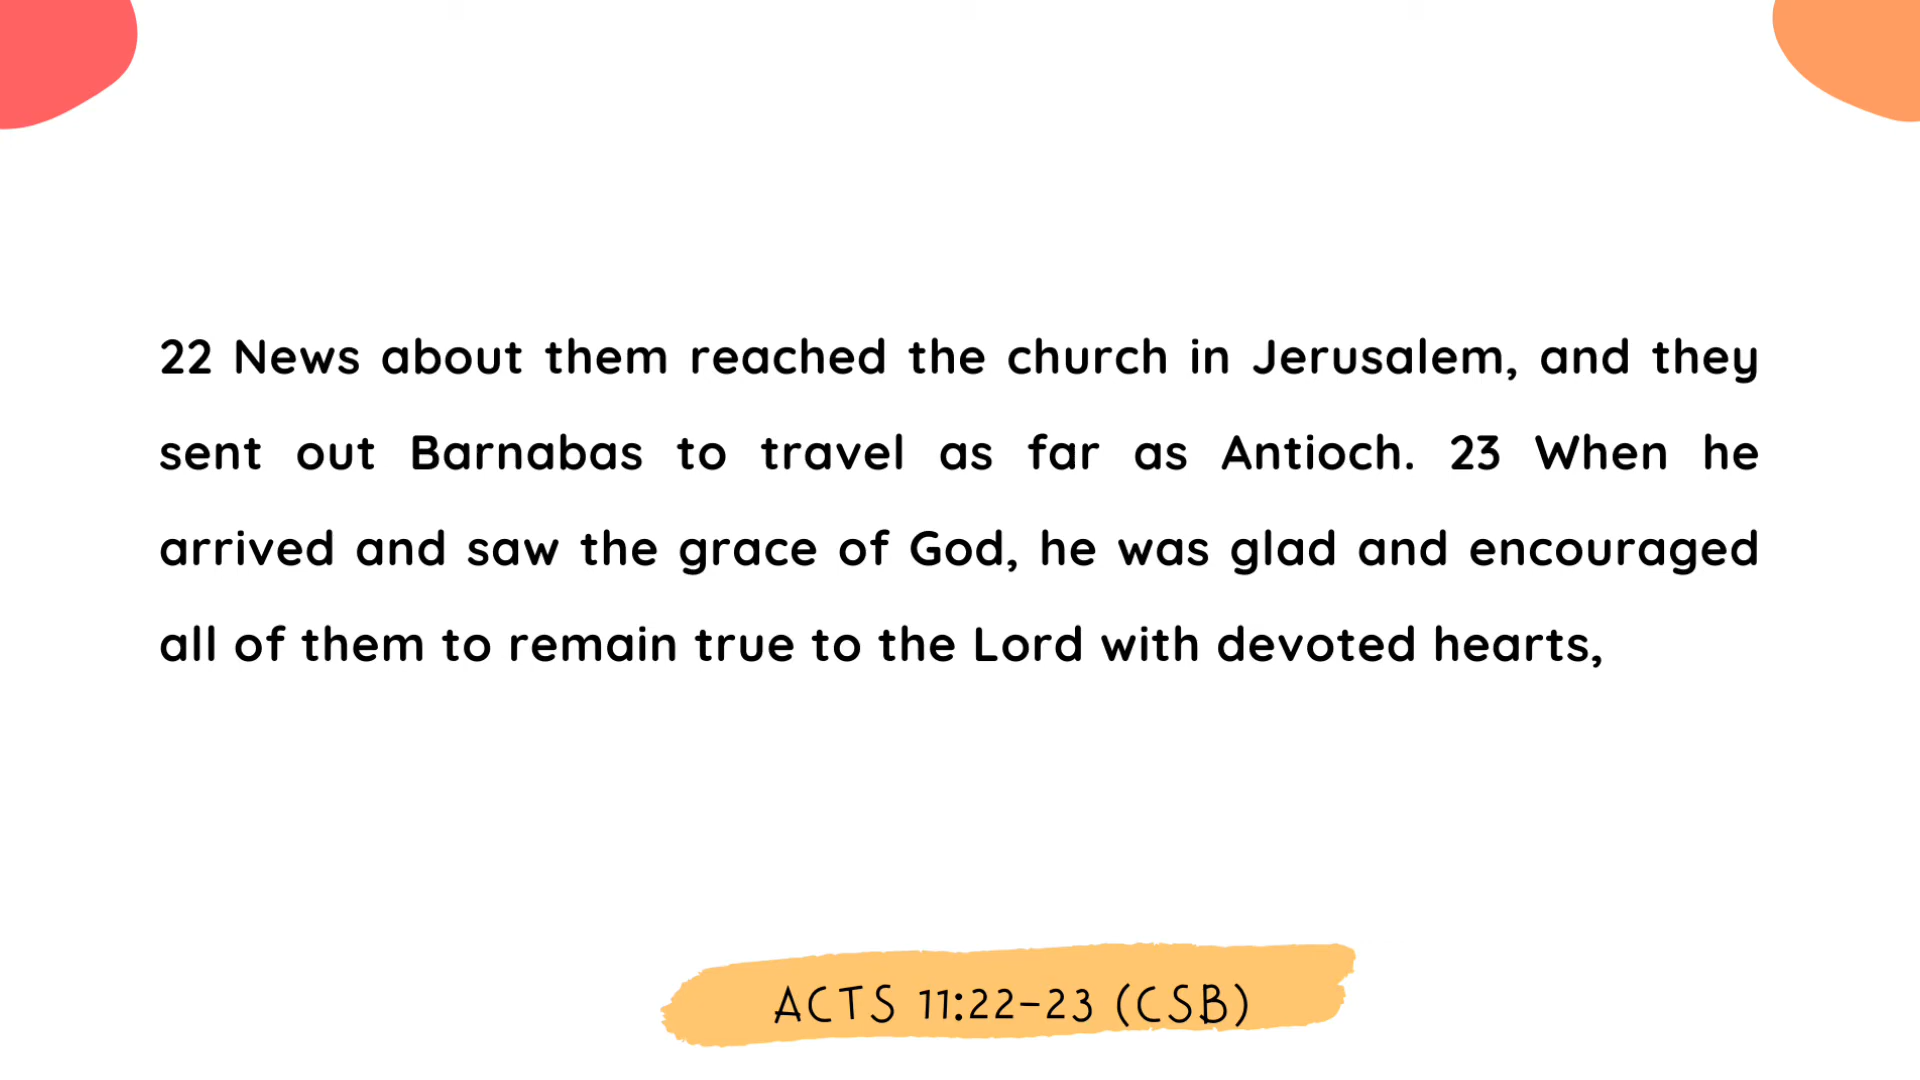 22 News about them reached the church in Jerusalem, and they
sent out Barnabas to travel as far as Antioch. 23 When he
arrived and saw the grace of God, he was glad and encouraged
all of them to remain true to the Lord with devoted hearts,
ACTS 11:22-23 (CSB)